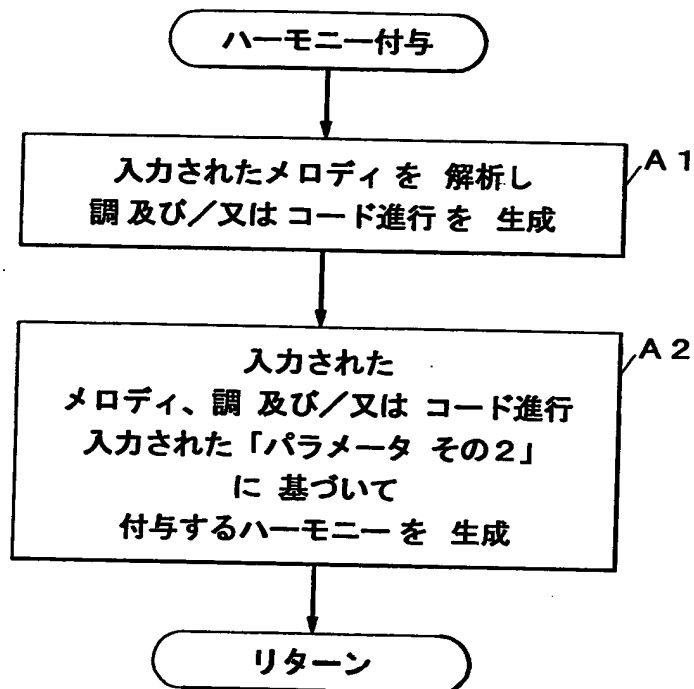 ハーモニー付与
入力されたメロディを 解析し
調 及び／又は コード進行 を 生成
A1
入力された
メロディ、調 及び／又は コード進行
入力された「パラメータ その２」
に 基づいて
付与するハーモニー を 生成
A2
リターン